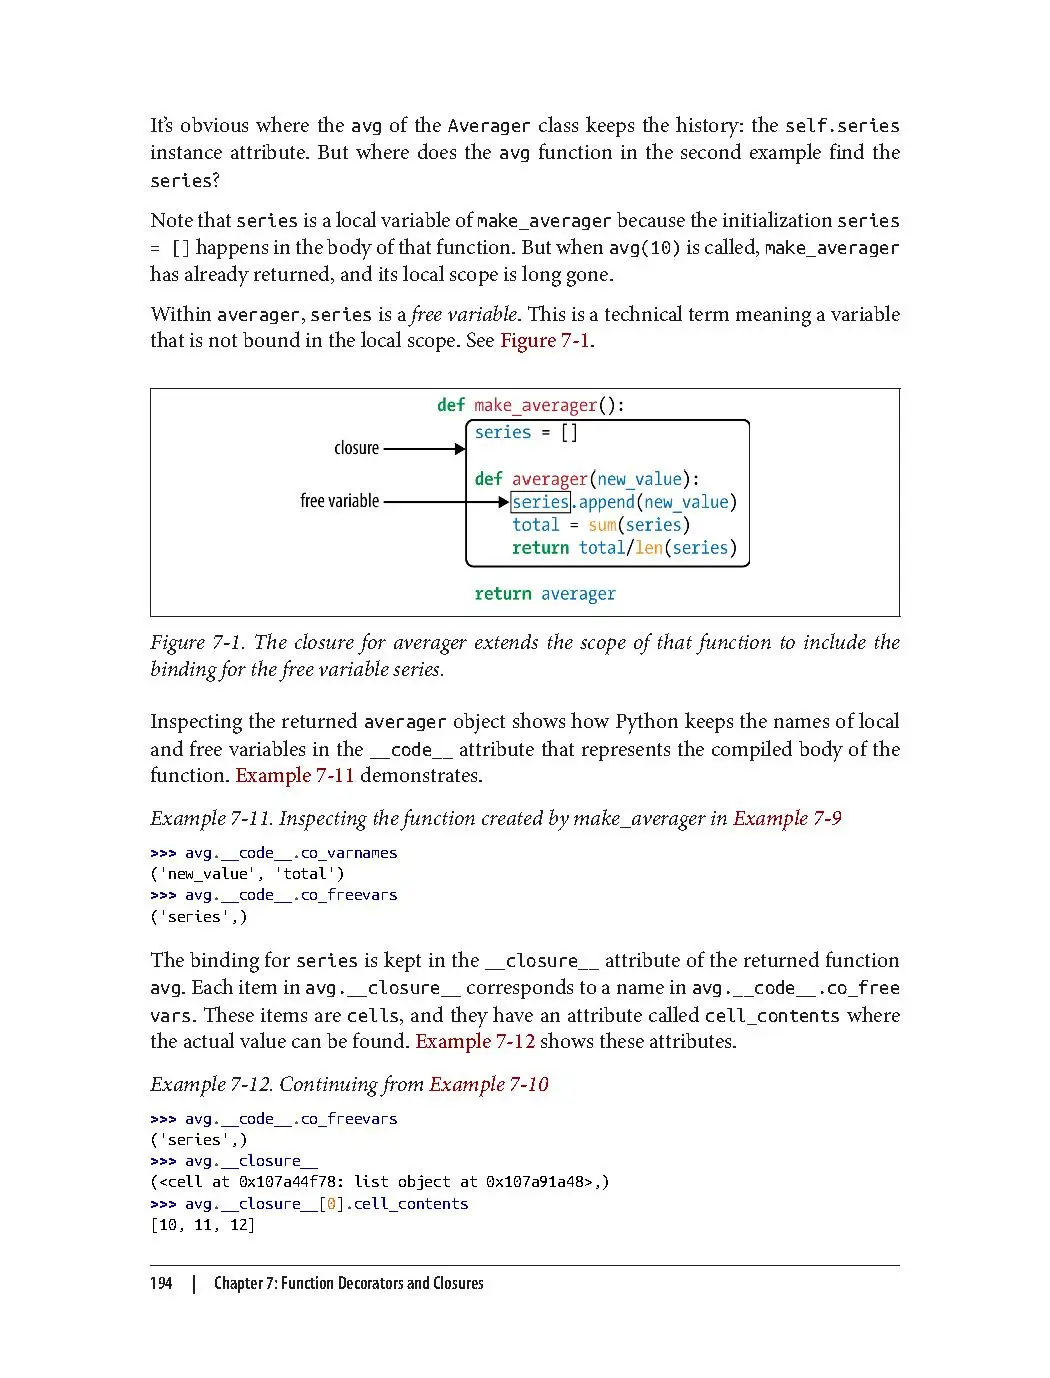 It's obvious where the avg of the Averager class keeps the history: the self.series
instance attribute. But where does the avg function in the second example find the
series?
Note that series is a local variable of make_averager because the initialization series
= [] happens in the body of that function. But when avg(10) is called, make_averager
has already returned, and its local scope is long gone.
Within averager, series is a free variable. This is a technical term meaning a variable
that is not bound in the local scope. See Figure 7-1.
def make_averager():
series = []
closure
def averager(new_value):
free variable
series.append(new_value)
total = sum(series)
return total/len(series)
return averager
Figure 7-1. The closure for averager extends the scope of that function to include the
binding for the free variable series.
Inspecting the returned averager object shows how Python keeps the names of local
and free variables in the __code__ attribute that represents the compiled body of the
function. Example 7-11 demonstrates.
Example 7-11. Inspecting the function created by make_averager in Example 7-9
>>> avg.__code__.co_varnames
('new_value', 'total')
>>> avg.__code__.co_freevars
('series',)
The binding for series is kept in the __closure__ attribute of the returned function
avg. Each item in avg.__closure__ corresponds to a name in avg.__code__.co_free
vars. These items are cells, and they have an attribute called cell_contents where
the actual value can be found. Example 7-12 shows these attributes.
Example 7-12. Continuing from Example 7-10
>>> avg.__code__.co_freevars
('series',)
>>> avg.__closure__
(<cell at 0x107a44f78: list object at 0x107a91a48>,)
>>> avg.__closure__[0].cell_contents
[10, 11, 12]
194 | Chapter 7: Function Decorators and Closures